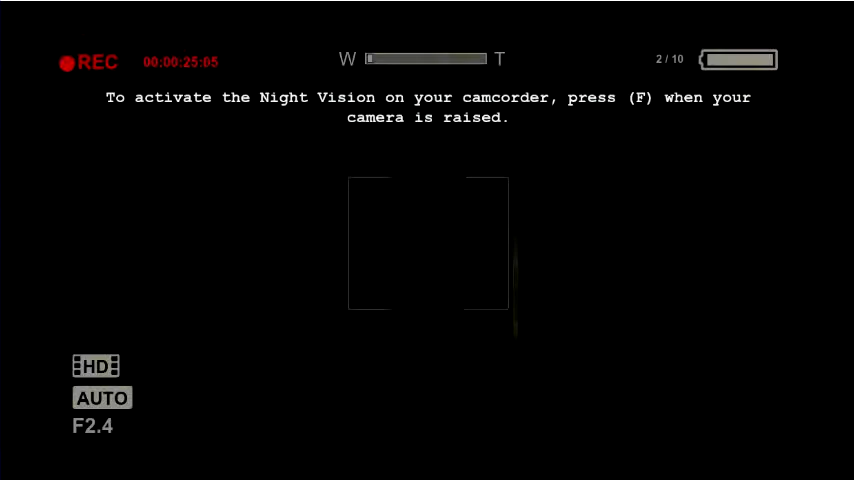 REC 00:00:25:05 W T 2 / 10
To activate the Night Vision on your camcorder, press (F) when your
camera is raised.
HD
AUTO
F2.4